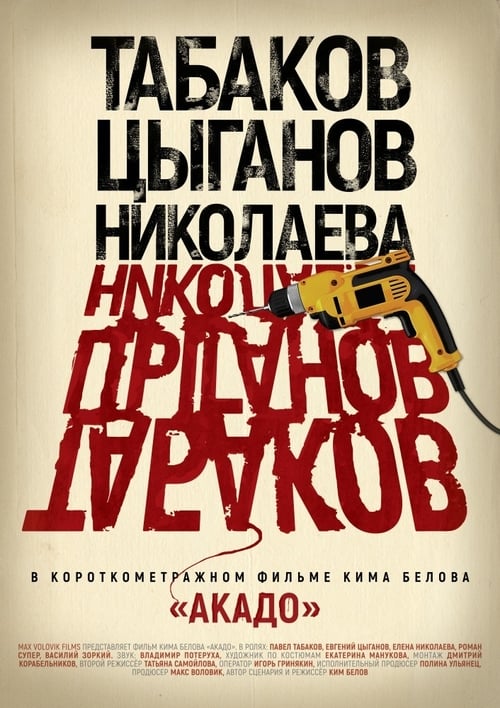 ТАБАКОВ
ЦЫГАНОВ
НИКОЛАЕВА
НИКОЛАЕВА
ЦЫГАНОВ
ТАБАКОВ
В КОРОТКОМЕТРАЖНОМ ФИЛЬМЕ КИМА БЕЛОВА
«АКАДО»
MAX VOLOVIK FILMS ПРЕДСТАВЛЯЕТ ФИЛЬМ КИМА БЕЛОВА «АКАДО». В РОЛЯХ: ПАВЕЛ ТАБАКОВ, ЕВГЕНИЙ ЦЫГАНОВ, ЕЛЕНА НИКОЛАЕВА, РОМАН
СУПЕР, ВАСИЛИЙ ЗОРКИЙ. ЗВУК: ВЛАДИМИР ПОТЕРУХА, ХУДОЖНИК ПО КОСТЮМАМ ЕКАТЕРИНА МАНУКОВА, МОНТАЖ ДМИТРИЙ
КОРАБЕЛЬНИКОВ, ВТОРОЙ РЕЖИССЁР ТАТЬЯНА САМОЙЛОВА, ОПЕРАТОР ИГОРЬ ГРИНЯКИН, ИСПОЛНИТЕЛЬНЫЙ ПРОДЮСЕР ПОЛИНА УЛЬЯНЕЦ,
ПРОДЮСЕР МАКС ВОЛОВИК, АВТОР СЦЕНАРИЯ И РЕЖИССЁР КИМ БЕЛОВ